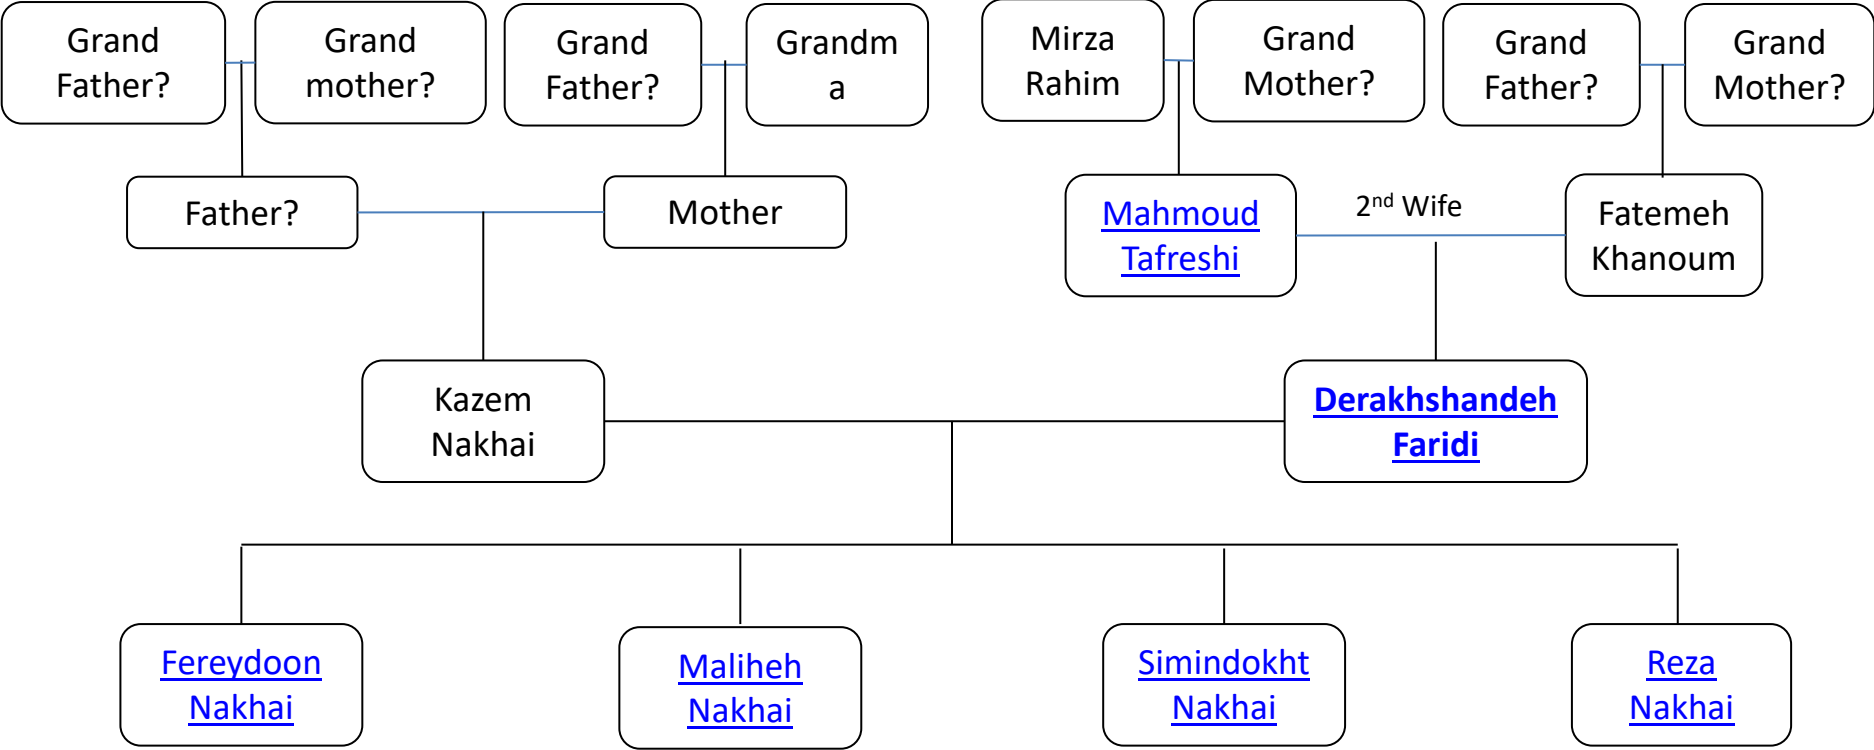 Grand
Father?
Grand
mother?
Grand
Father?
Grandm
a
Mirza
Rahim
Grand
Mother?
Grand
Father?
Grand
Mother?
Father?
Mother
Mahmoud
Tafreshi
2nd Wife
Fatemeh
Khanoum
Kazem
Nakhai
Derakhshandeh
Faridi
Fereydoon
Nakhai
Maliheh
Nakhai
Simindokht
Nakhai
Reza
Nakhai